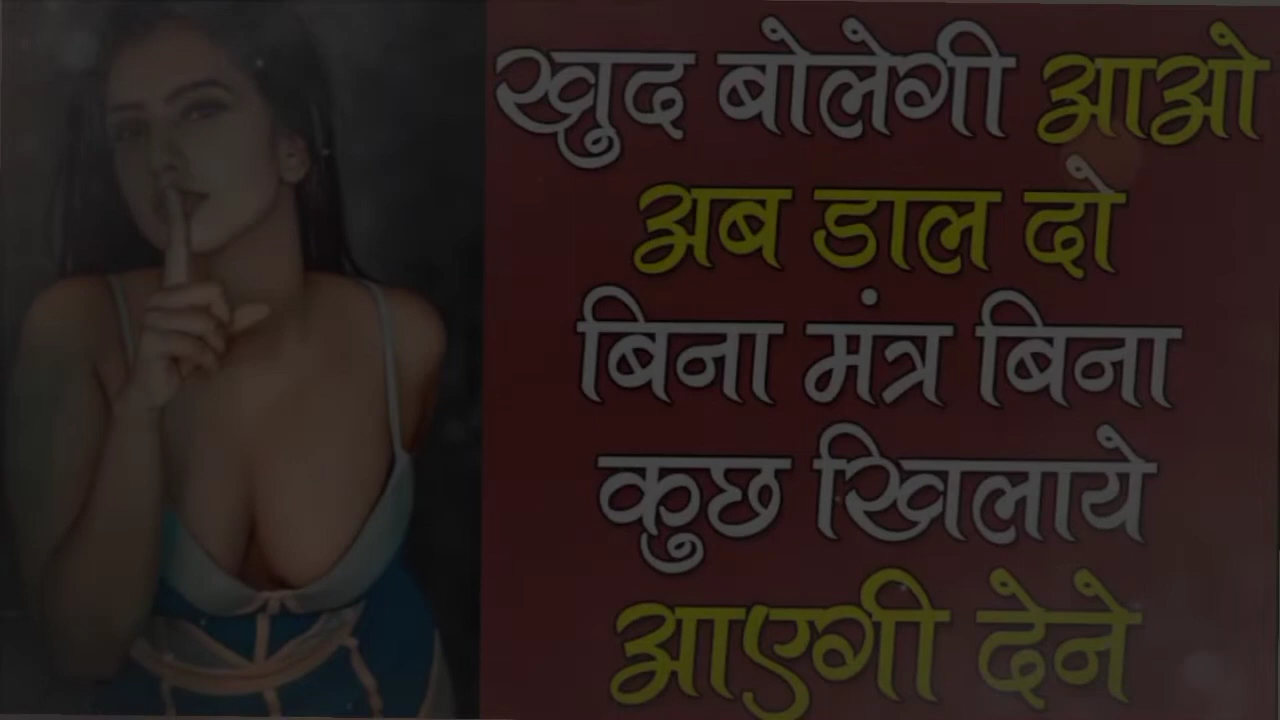 खुद बोलेगी आओ
अब डाल दो
बिना मंत्र बिना
कुछ खिलाये
आएगी देने